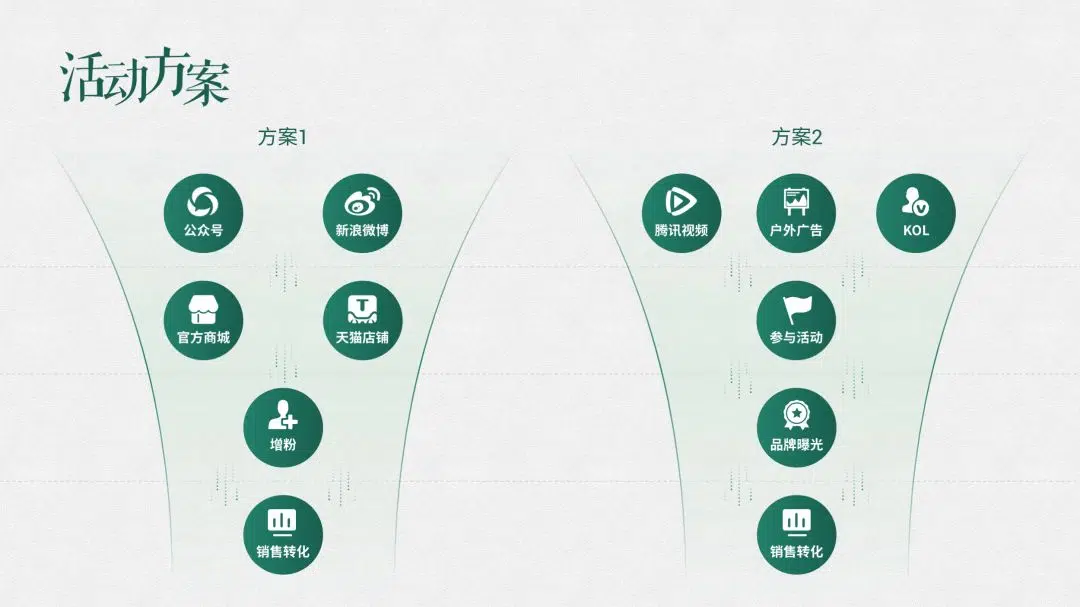 活动方案
方案1
公众号
新浪微博
官方商城
天猫店铺
增粉
销售转化
方案2
腾讯视频
户外广告
KOL
参与活动
品牌曝光
销售转化